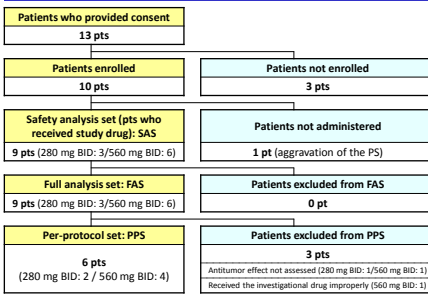 Patients who provided consent
13 pts
Patients enrolled
10 pts
Patients not enrolled
3 pts
Safety analysis set (pts who
received study drug): SAS
9 pts (280 mg BID: 3/560 mg BID: 6)
Patients not administered
1 pt (aggravation of the PS)
Full analysis set: FAS
9 pts (280 mg BID: 3/560 mg BID: 6)
Patients excluded from FAS
0 pt
Per-protocol set: PPS
6 pts
(280 mg BID: 2 / 560 mg BID: 4)
Patients excluded from PPS
3 pts
Antitumor effect not assessed (280 mg BID: 1/560 mg BID: 1)
Received the investigational drug improperly (560 mg BID: 1)